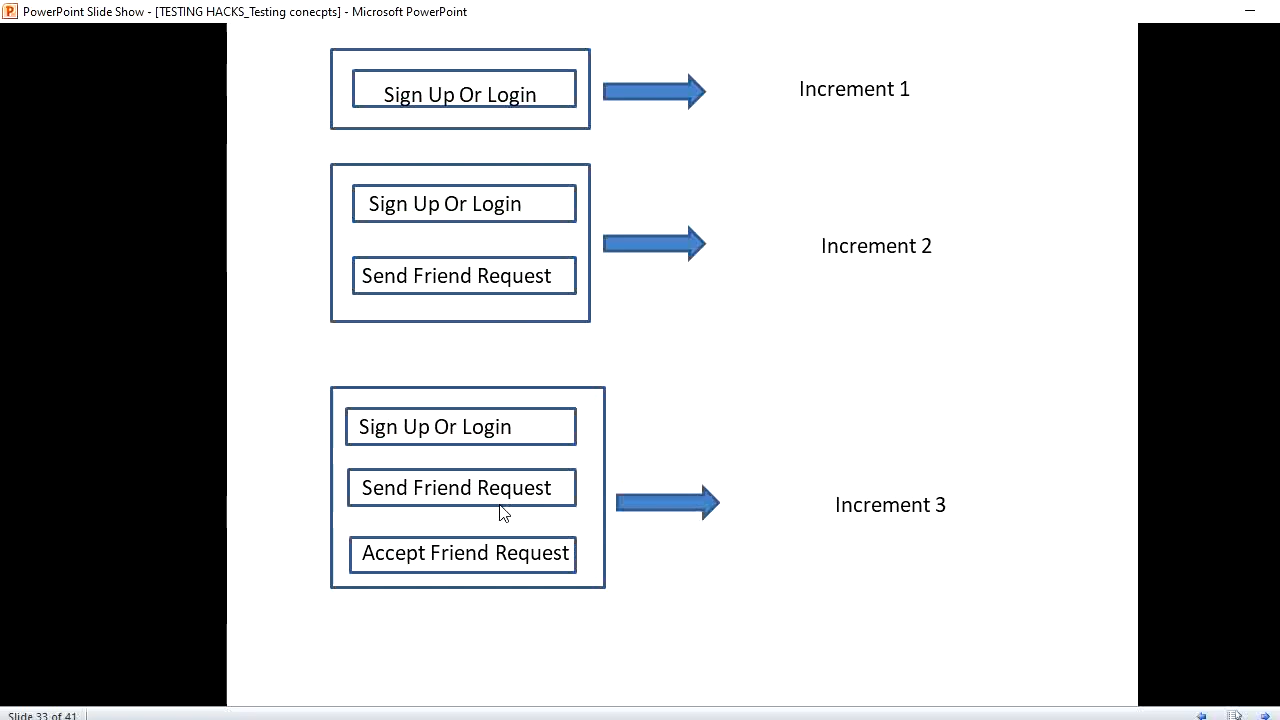 PowerPoint Slide Show - [TESTING HACKS_Testing conecpts] - Microsoft PowerPoint
Sign Up Or Login
Increment 1
Sign Up Or Login
Send Friend Request
Increment 2
Sign Up Or Login
Send Friend Request
Accept Friend Request
Increment 3
Slide 33 of 41